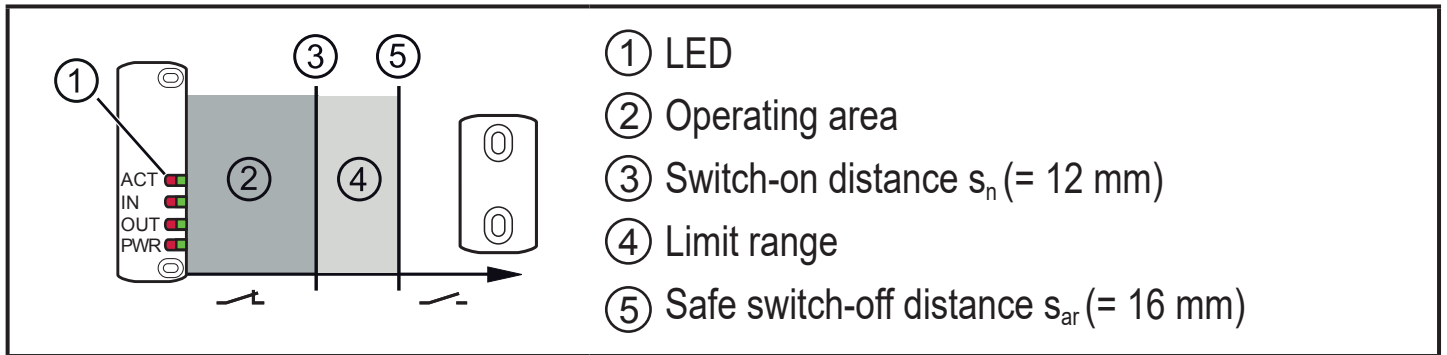 ① LED
② Operating area
③ Switch-on distance sₙ (= 12 mm)
④ Limit range
⑤ Safe switch-off distance sₐᵣ (= 16 mm)
③ ⑤
①
ACT
② ④
IN
OUT
PWR